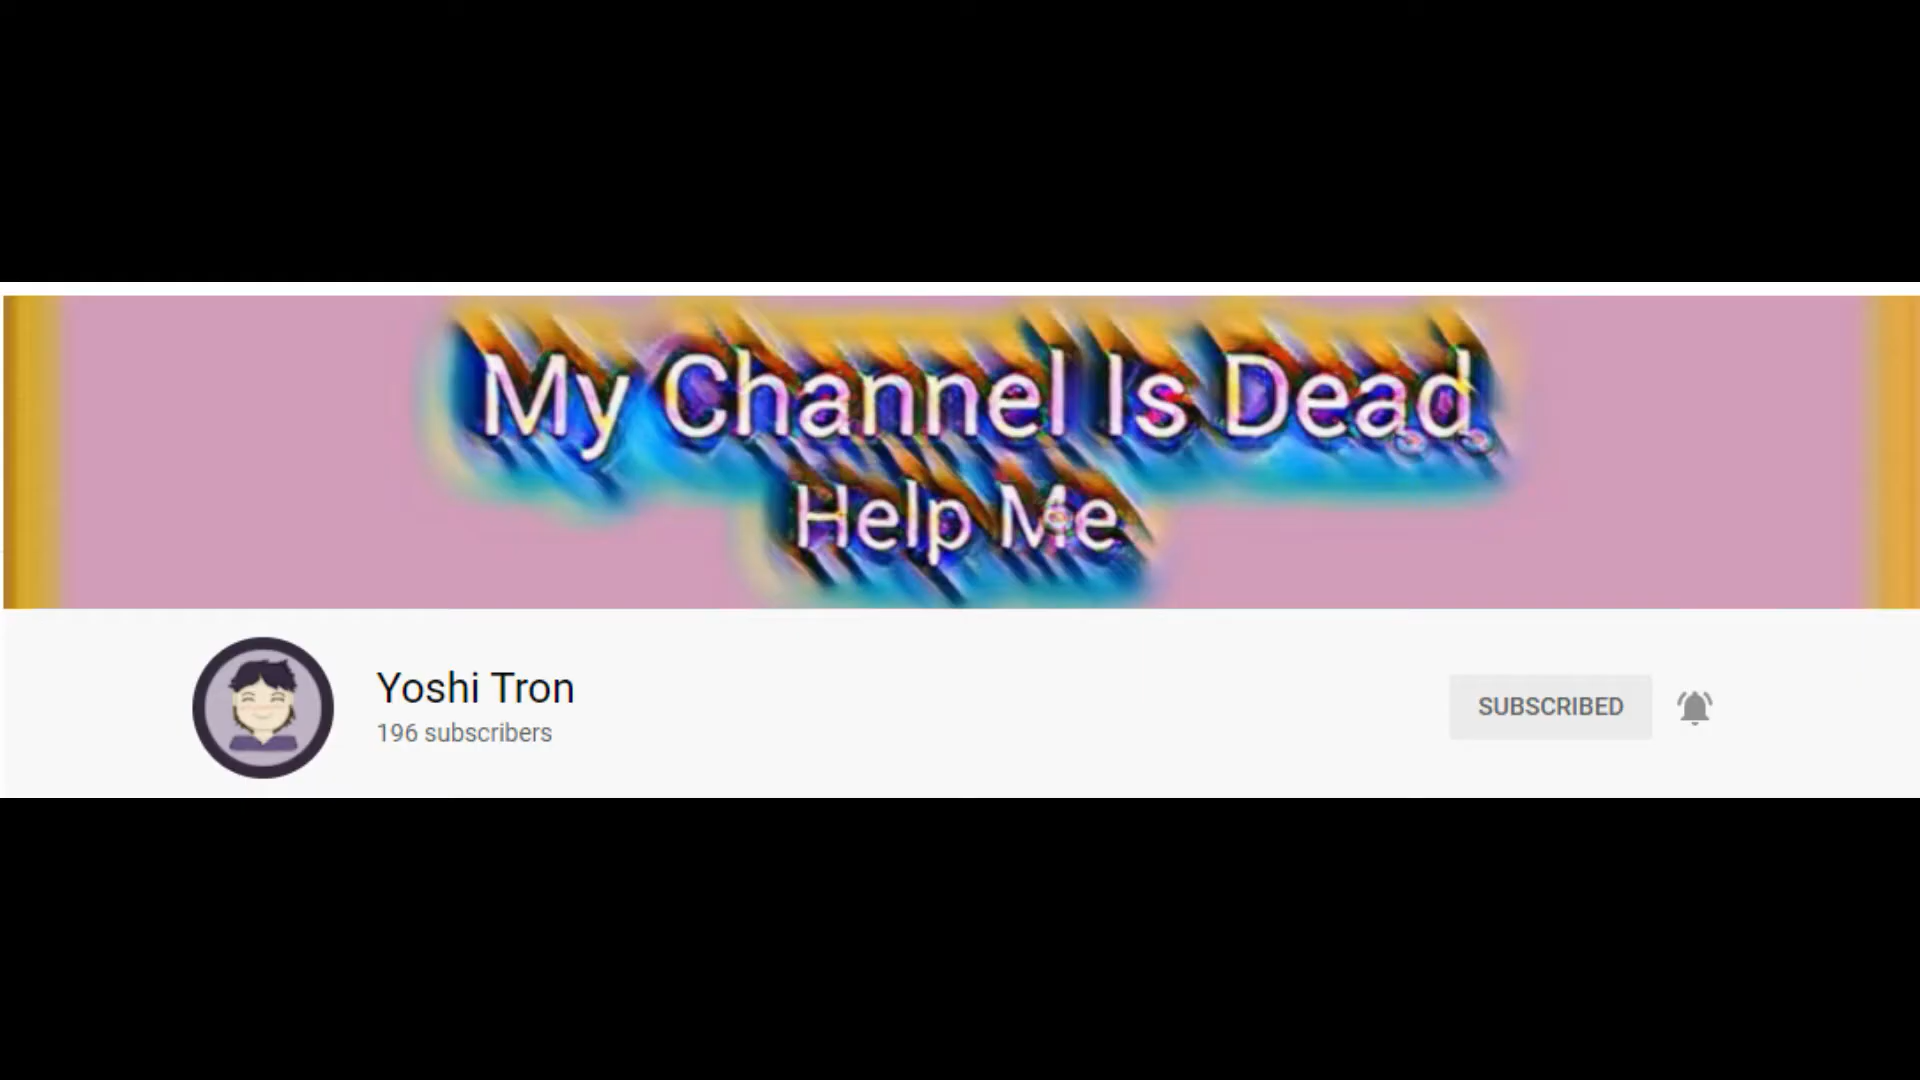 My Channel Is Dead
Help Me
Yoshi Tron
196 subscribers
SUBSCRIBED